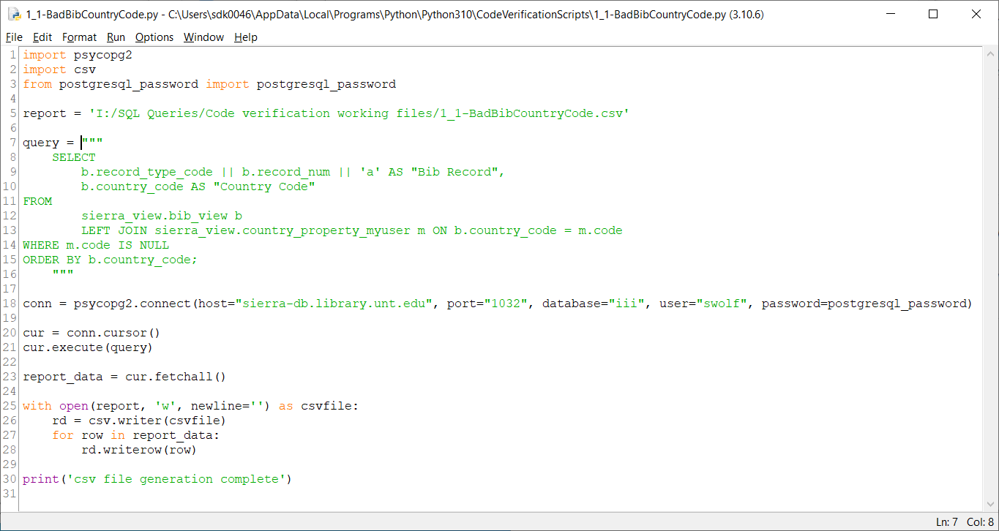 1_1-BadBibCountryCode.py - C:\Users\sdk0046\AppData\Local\Programs\Python\Python310\CodeVerificationScripts\1_1-BadBibCountryCode.py (3.10.6)
File Edit Format Run Options Window Help
1 import psycopg2
2 import csv
3 from postgresql_password import postgresql_password
4
5 report = 'I:/SQL Queries/Code verification working files/1_1-BadBibCountryCode.csv'
6
7 query = """
8     SELECT
9         b.record_type_code || b.record_num || 'a' AS "Bib Record",
10         b.country_code AS "Country Code"
11 FROM
12         sierra_view.bib_view b
13         LEFT JOIN sierra_view.country_property_myuser m ON b.country_code = m.code
14 WHERE m.code IS NULL
15 ORDER BY b.country_code;
16     """
17
18 conn = psycopg2.connect(host="sierra-db.library.unt.edu", port="1032", database="iii", user="swolf", password=postgresql_password)
19
20 cur = conn.cursor()
21 cur.execute(query)
22
23 report_data = cur.fetchall()
24
25 with open(report, 'w', newline='') as csvfile:
26     rd = csv.writer(csvfile)
27     for row in report_data:
28         rd.writerow(row)
29
30 print('csv file generation complete')
31
Ln: 7 Col: 8